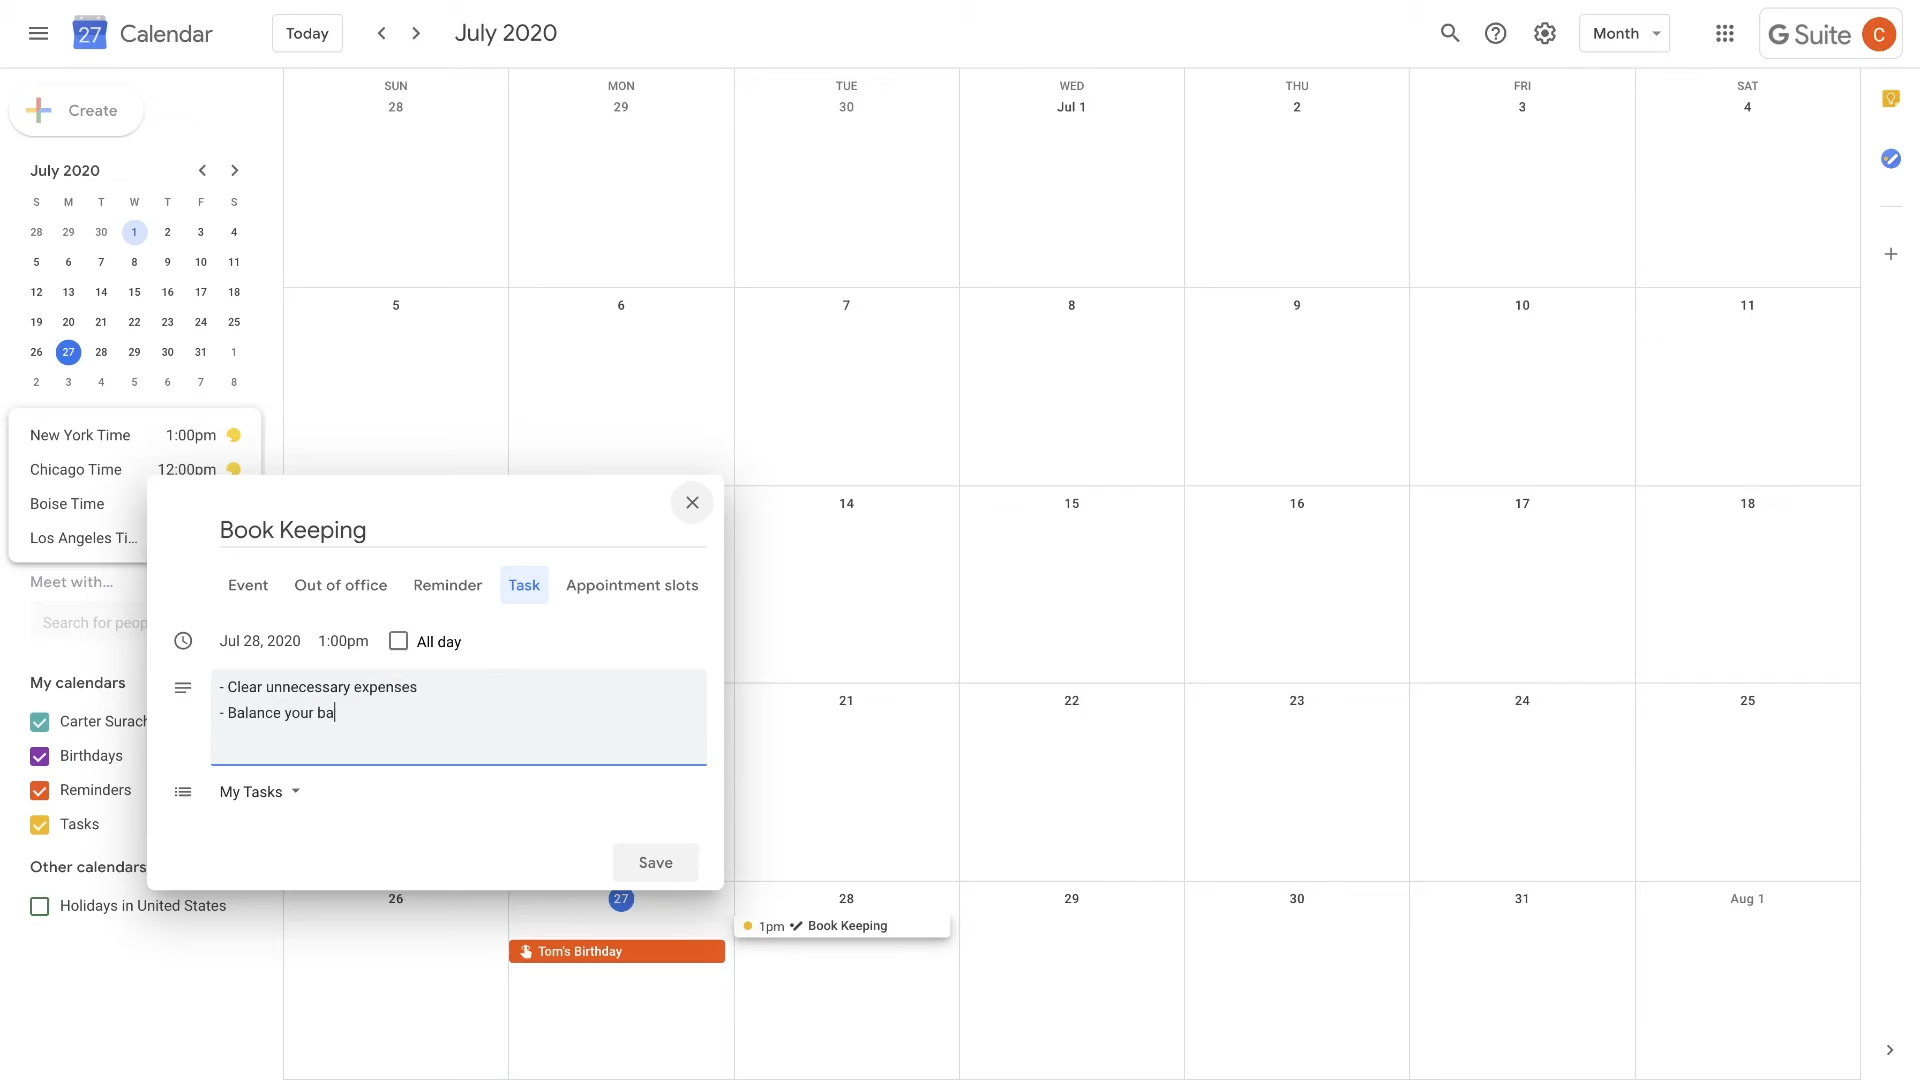 27 Calendar Today July 2020 Month G Suite C
Create
July 2020
S M T W T F S
28 29 30 1 2 3 4
5 6 7 8 9 10 11
12 13 14 15 16 17 18
19 20 21 22 23 24 25
26 27 28 29 30 31 1
2 3 4 5 6 7 8
New York Time 1:00pm
Chicago Time 12:00pm
Boise Time
Los Angeles Ti...
Meet with...
Search for peop
My calendars
Carter Surach
Birthdays
Reminders
Tasks
Other calendars
Holidays in United States
SUN MON TUE WED THU FRI SAT
28 29 30 Jul 1 2 3 4
5 6 7 8 9 10 11
14 15 16 17 18
21 22 23 24 25
Book Keeping
Event Out of office Reminder Task Appointment slots
Jul 28, 2020 1:00pm All day
- Clear unnecessary expenses
- Balance your ba
My Tasks
Save
26 27 28 29 30 31 Aug 1
1pm Book Keeping
Tom's Birthday